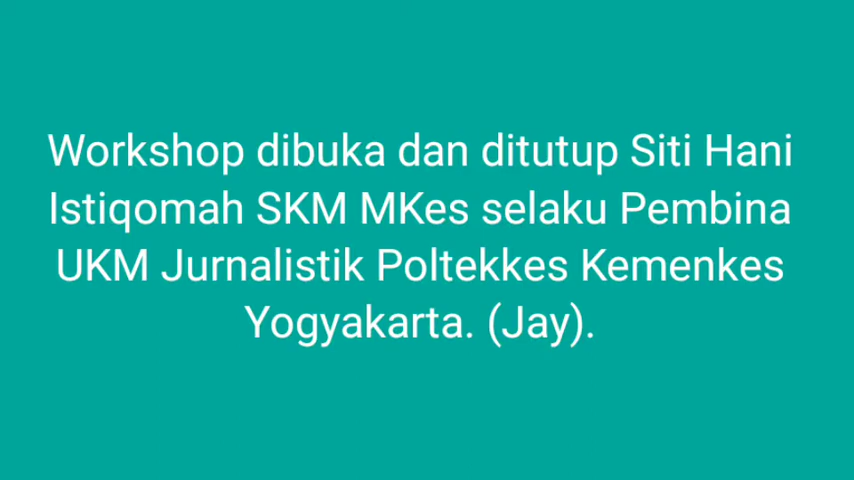 Workshop dibuka dan ditutup Siti Hani
Istiqomah SKM MKes selaku Pembina
UKM Jurnalistik Poltekkes Kemenkes
Yogyakarta. (Jay).